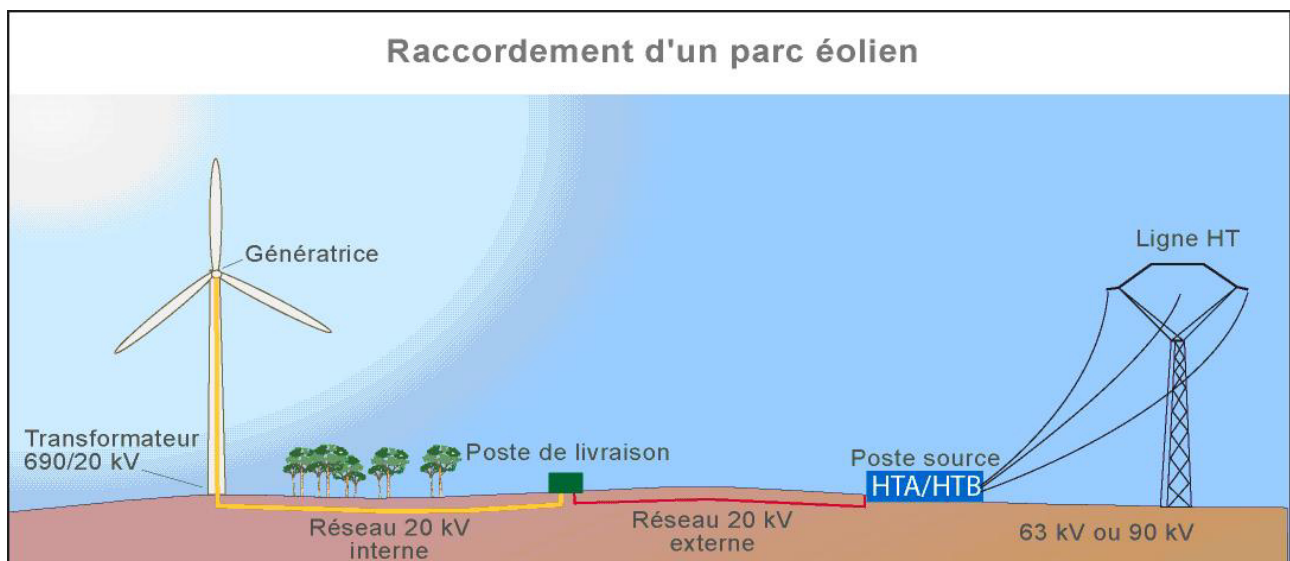 Raccordement d'un parc éolien
Génératrice
Ligne HT
Transformateur
690/20 kV
Poste de livraison
Poste source
HTA/HTB
Réseau 20 kV
interne
Réseau 20 kV
externe
63 kV ou 90 kV